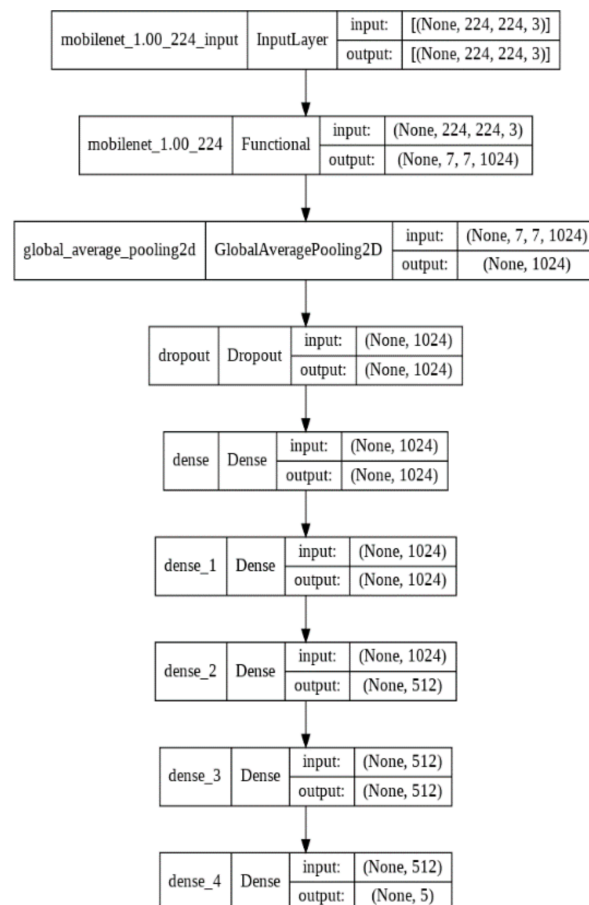 mobilenet_1.00_224_input InputLayer input: [(None, 224, 224, 3)]
output: [(None, 224, 224, 3)]
mobilenet_1.00_224 Functional input: (None, 224, 224, 3)
output: (None, 7, 7, 1024)
global_average_pooling2d GlobalAveragePooling2D input: (None, 7, 7, 1024)
output: (None, 1024)
dropout Dropout input: (None, 1024)
output: (None, 1024)
dense Dense input: (None, 1024)
output: (None, 1024)
dense_1 Dense input: (None, 1024)
output: (None, 1024)
dense_2 Dense input: (None, 1024)
output: (None, 512)
dense_3 Dense input: (None, 512)
output: (None, 512)
dense_4 Dense input: (None, 512)
output: (None, 5)